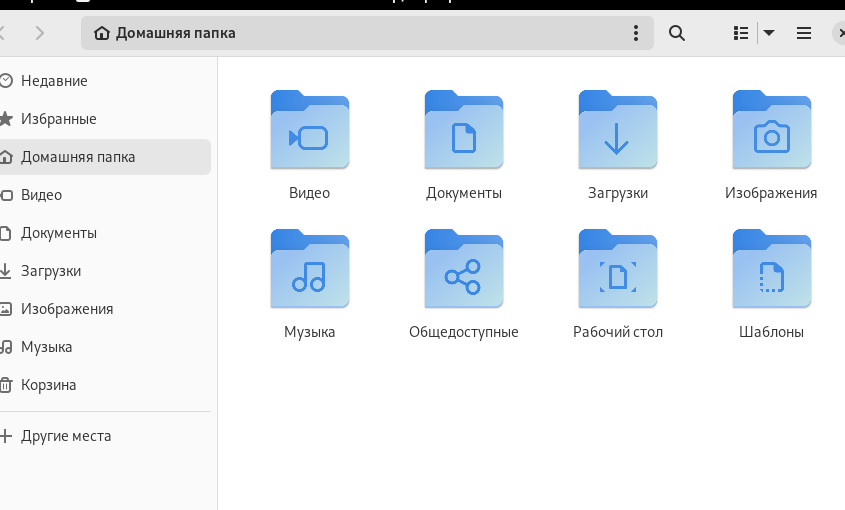 Домашняя папка
Недавние
Избранные
Домашняя папка
Видео
Документы
Загрузки
Изображения
Музыка
Корзина
Другие места
Видео
Документы
Загрузки
Изображения
Музыка
Общедоступные
Рабочий стол
Шаблоны